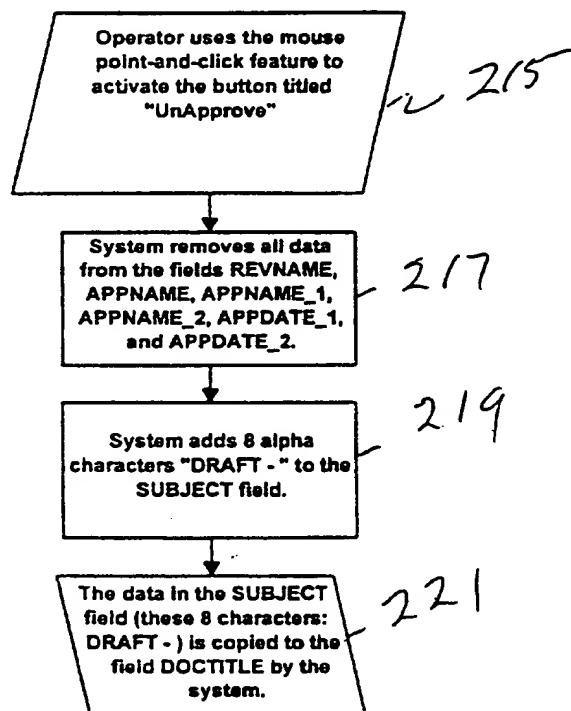 Operator uses the mouse
point-and-click feature to
activate the button titled
"UnApprove"
215
System removes all data
from the fields REVNAME,
APPNAME, APPNAME_1,
APPNAME_2, APPDATE_1,
and APPDATE_2.
217
System adds 8 alpha
characters "DRAFT - " to the
SUBJECT field.
219
The data in the SUBJECT
field (these 8 characters:
DRAFT - ) is copied to the
field DOCTITLE by the
system.
221